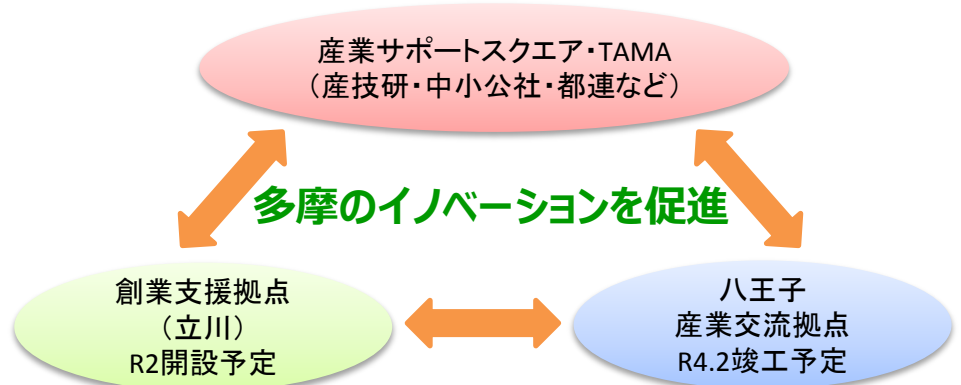 産業サポートスクエア・TAMA
（産技研・中小公社・都連など）
多摩のイノベーションを促進
創業支援拠点
（立川）
R2開設予定
八王子
産業交流拠点
R4.2竣工予定